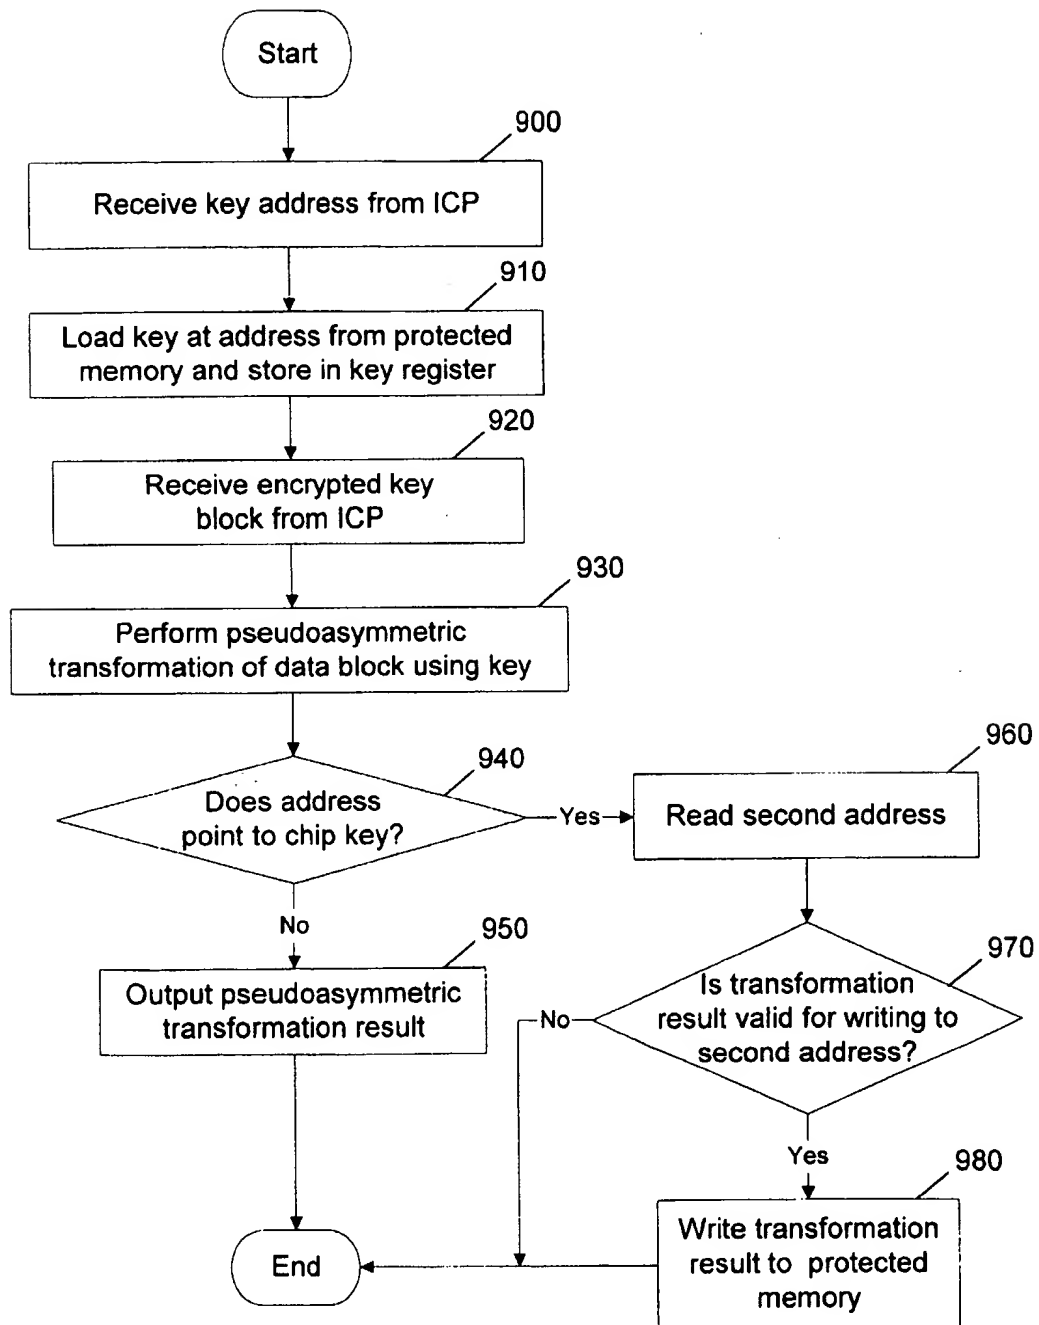 Start
900
Receive key address from ICP
910
Load key at address from protected
memory and store in key register
920
Receive encrypted key
block from ICP
930
Perform pseudoasymmetric
transformation of data block using key
940
Does address
point to chip key?
Yes
960
Read second address
No
950
Output pseudoasymmetric
transformation result
970
Is transformation
result valid for writing to
second address?
No
Yes
980
Write transformation
result to protected
memory
End